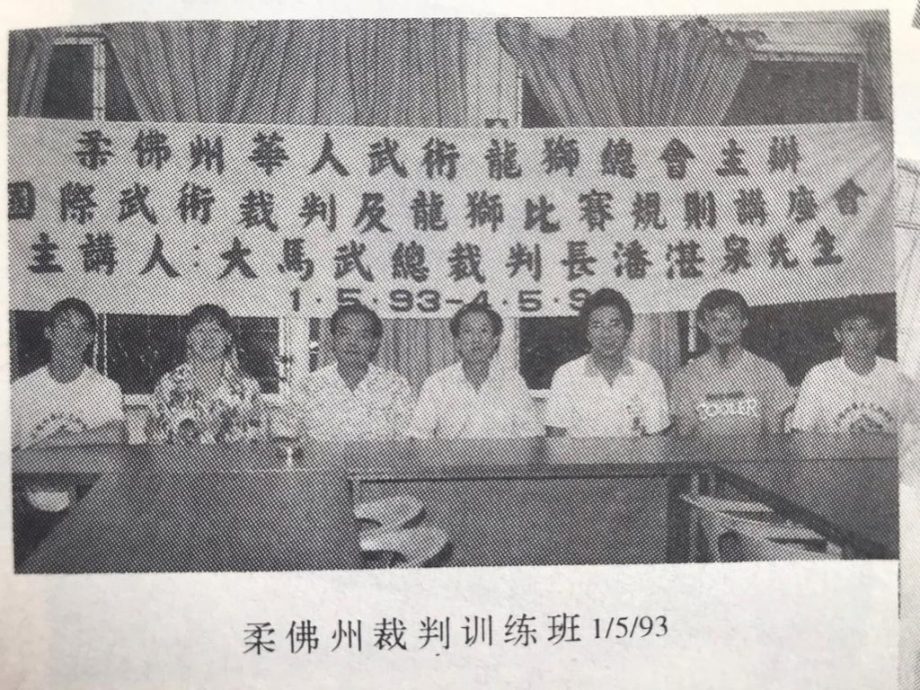 柔佛州華人武術龍獅總會主辦
國際武術裁判及龍獅比賽規則講座會
主講人:大馬武總裁判長潘湛泉先生
1·5·93-4·5·9
COOLER
柔佛州裁判训练班 1/5/93